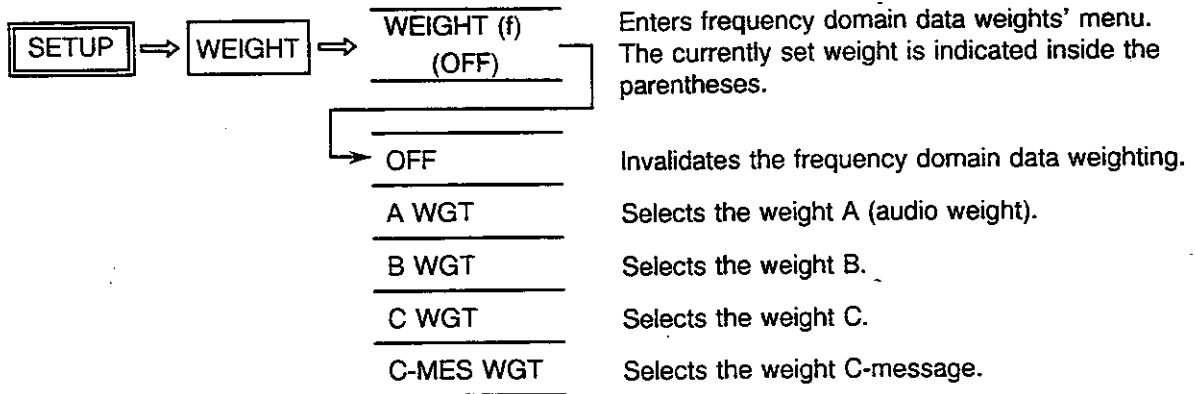 SETUP WEIGHT WEIGHT (f) Enters frequency domain data weights' menu.
(OFF) The currently set weight is indicated inside the
parentheses.
OFF Invalidates the frequency domain data weighting.
A WGT Selects the weight A (audio weight).
B WGT Selects the weight B.
C WGT Selects the weight C.
C-MES WGT Selects the weight C-message.